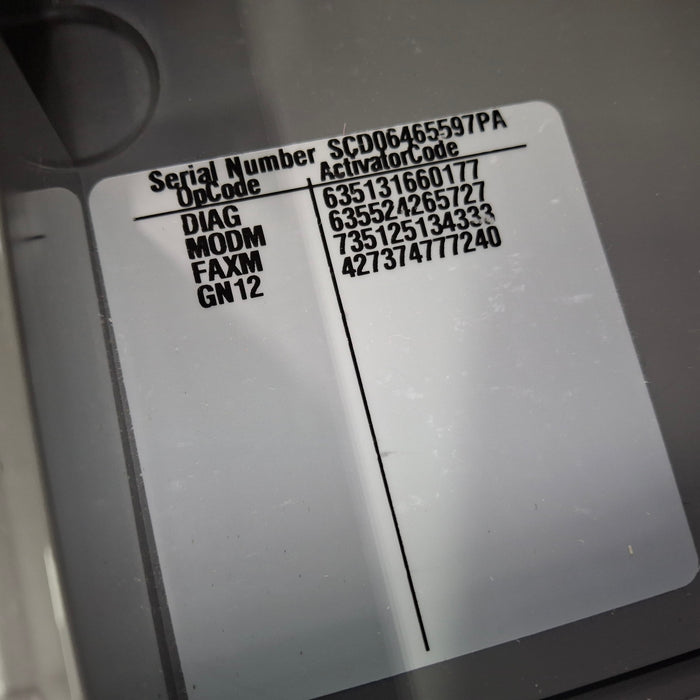 Serial Number SCD06465597PA
OpCode ActivatorCode
DIAG 635131660177
MODM 635524265727
FAXM 735125134333
GN12 427374777240